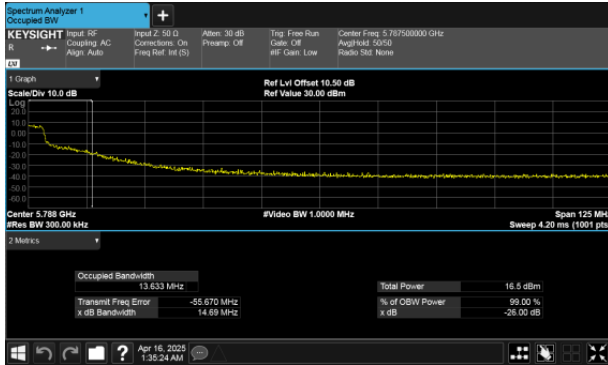 Spectrum Analyzer 1
Occupied BW
KEYSIGHT
R
LXI
Input: RF
Coupling: AC
Align: Auto
Input Z: 50 Ω
Corrections: On
Freq Ref: Int (S)
Atten: 30 dB
Preamp: Off
Trig: Free Run
Gate: Off
#IF Gain: Low
Center Freq: 5.787500000 GHz
Avg|Hold: 50/50
Radio Std: None
1 Graph
Scale/Div 10.0 dB
Ref Lvl Offset 10.50 dB
Ref Value 30.00 dBm
Log
20.0
10.0
0.00
-10.0
-20.0
-30.0
-40.0
-50.0
-60.0
Center 5.788 GHz
#Res BW 300.00 kHz
#Video BW 1.0000 MHz
Span 125 MHz
Sweep 4.20 ms (1001 pts
2 Metrics
Occupied Bandwidth
13.633 MHz
Total Power 16.5 dBm
Transmit Freq Error -55.670 MHz
x dB Bandwidth 14.69 MHz
% of OBW Power 99.00 %
x dB -26.00 dB
?
Apr 16, 2025
1:35:24 AM